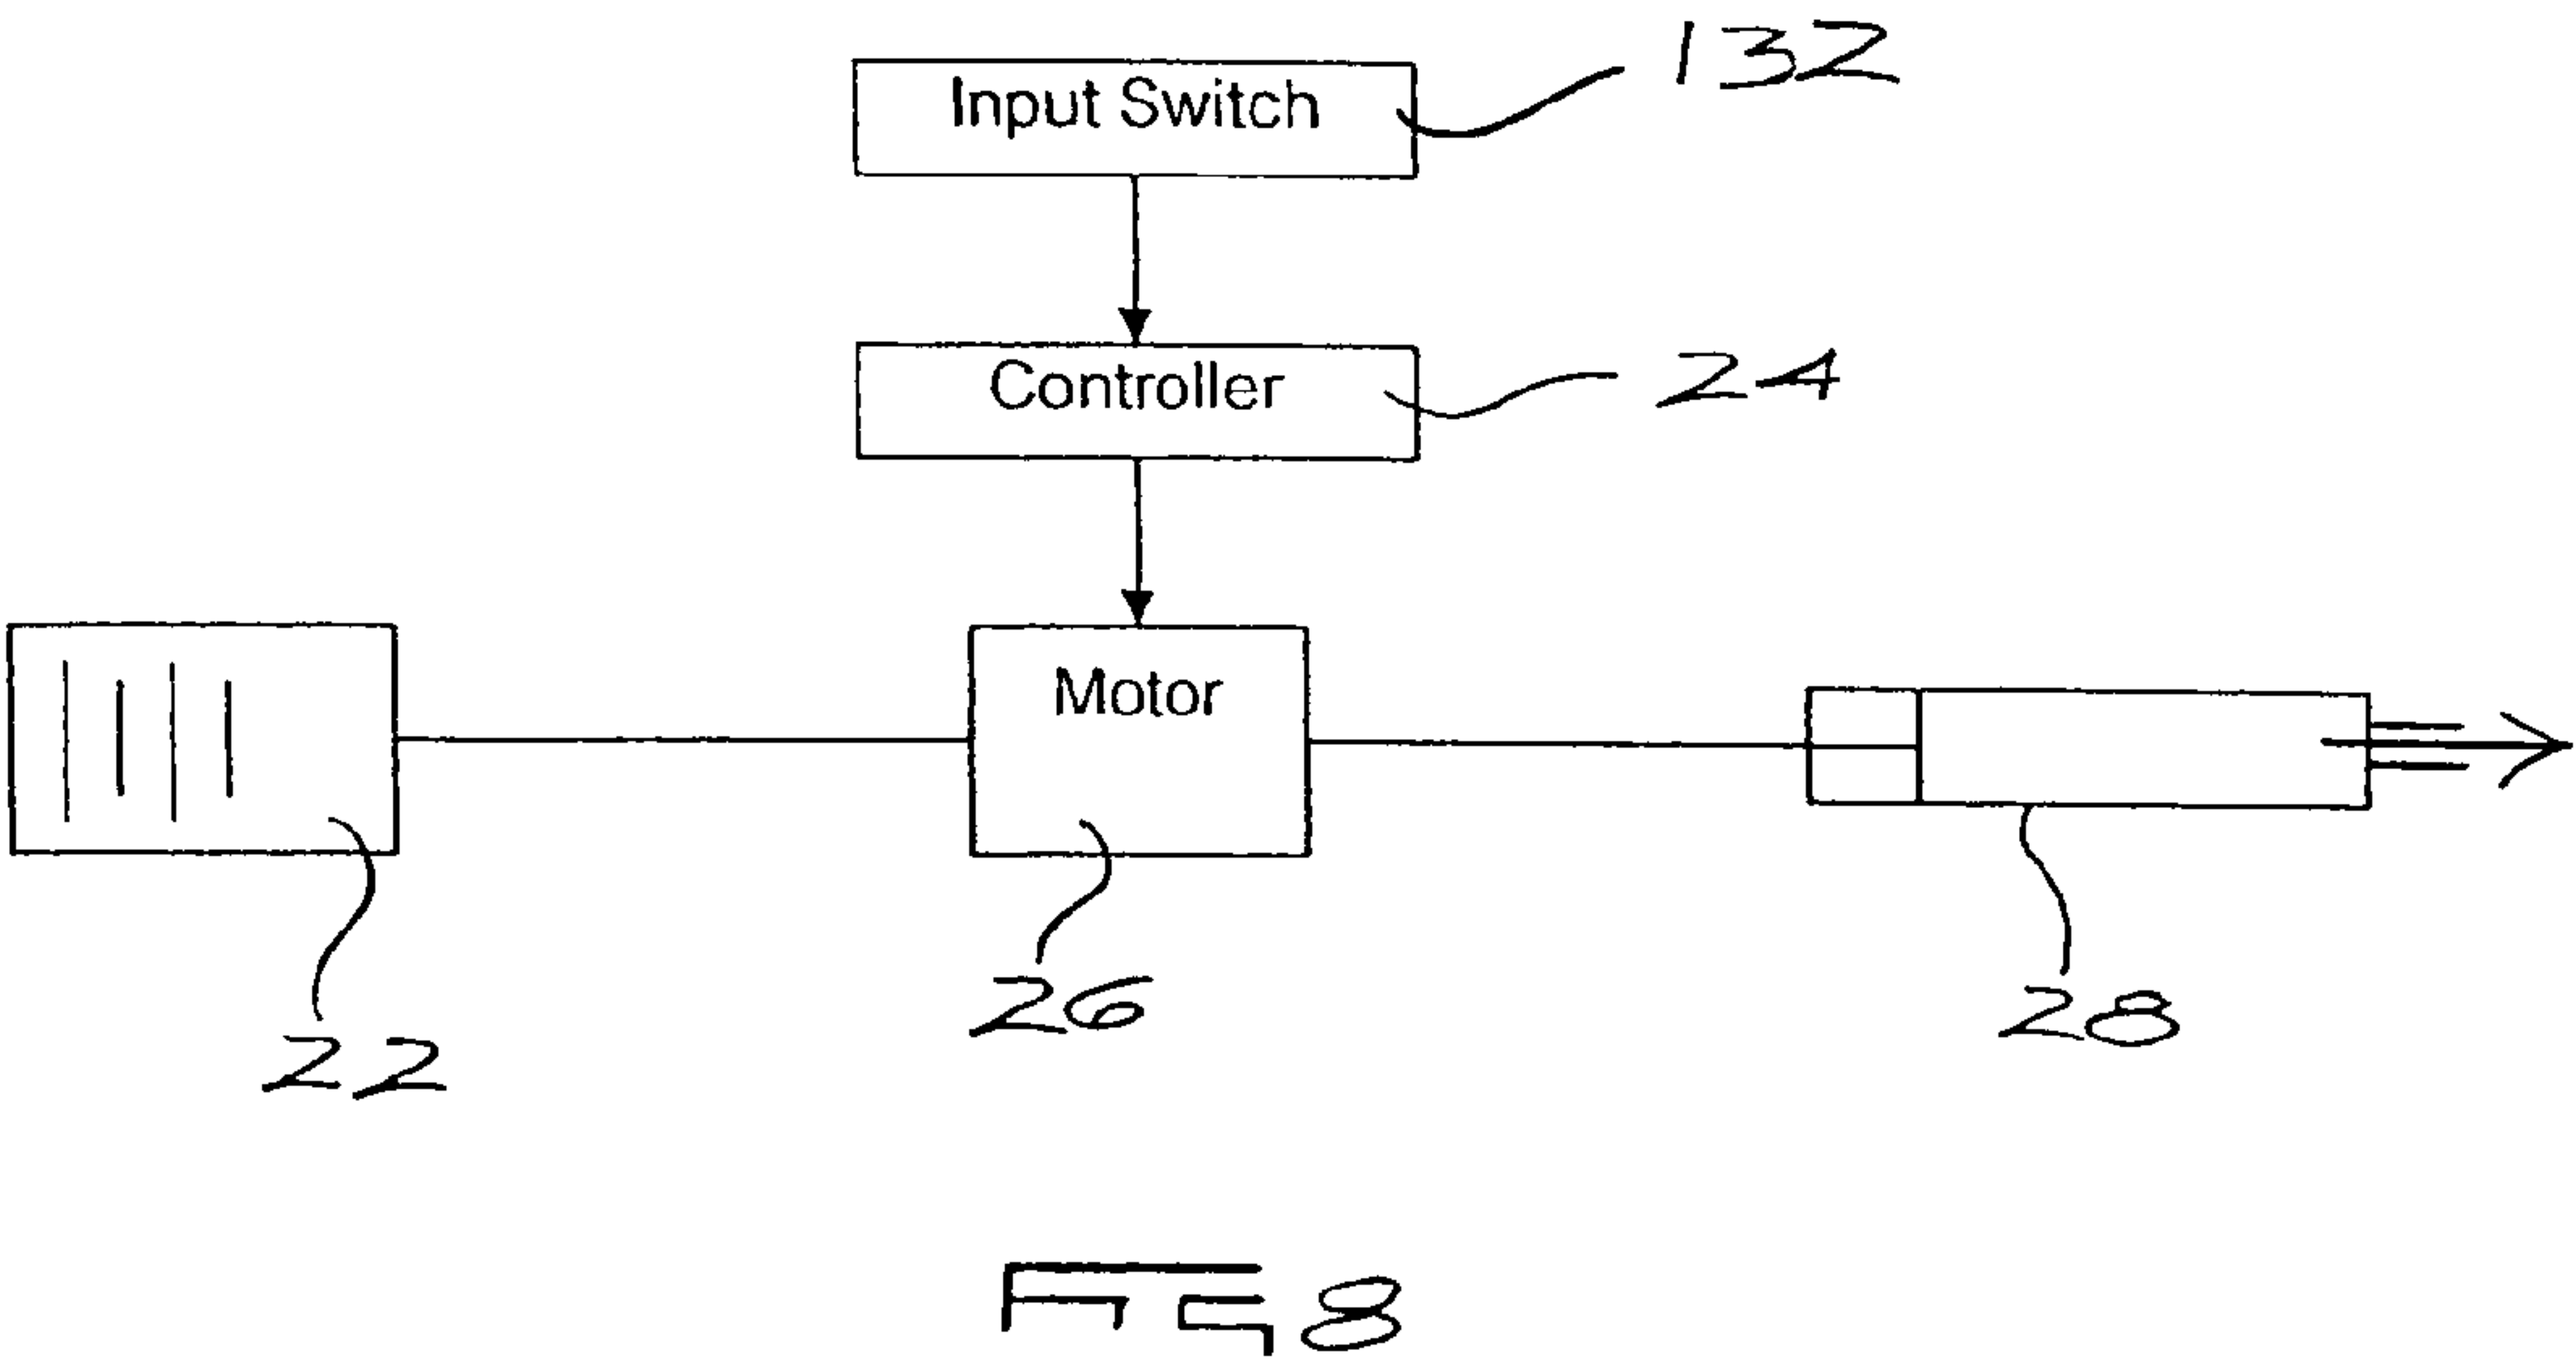 Input Switch 132
Controller 24
Motor
22
26
28
FIG 8